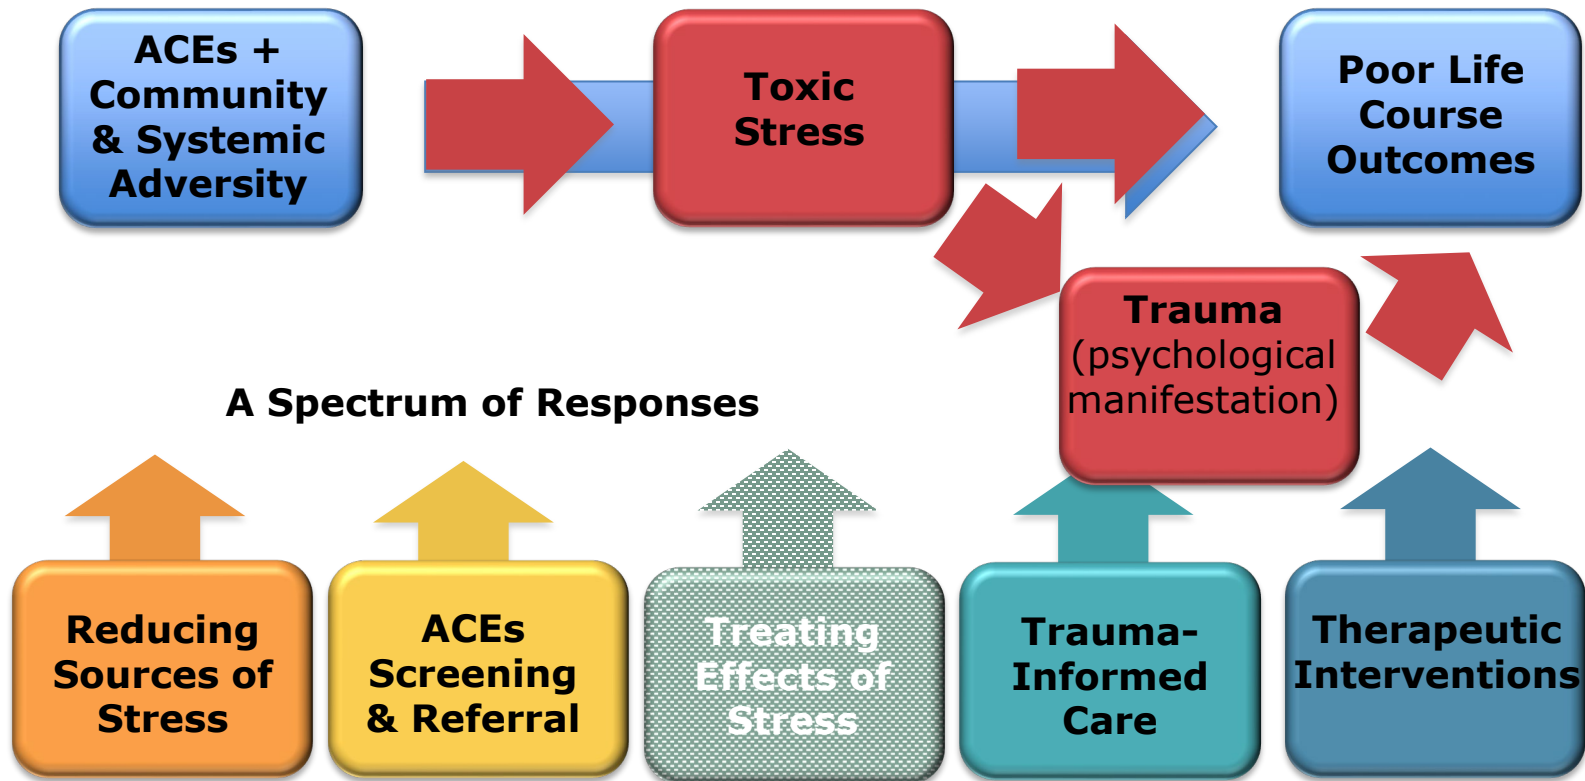 ACEs +
Community
& Systemic
Adversity
Toxic
Stress
Poor Life
Course
Outcomes
Trauma
(psychological
manifestation)
A Spectrum of Responses
Reducing
Sources of
Stress
ACEs
Screening
& Referral
Treating
Effects of
Stress
Trauma-
Informed
Care
Therapeutic
Interventions